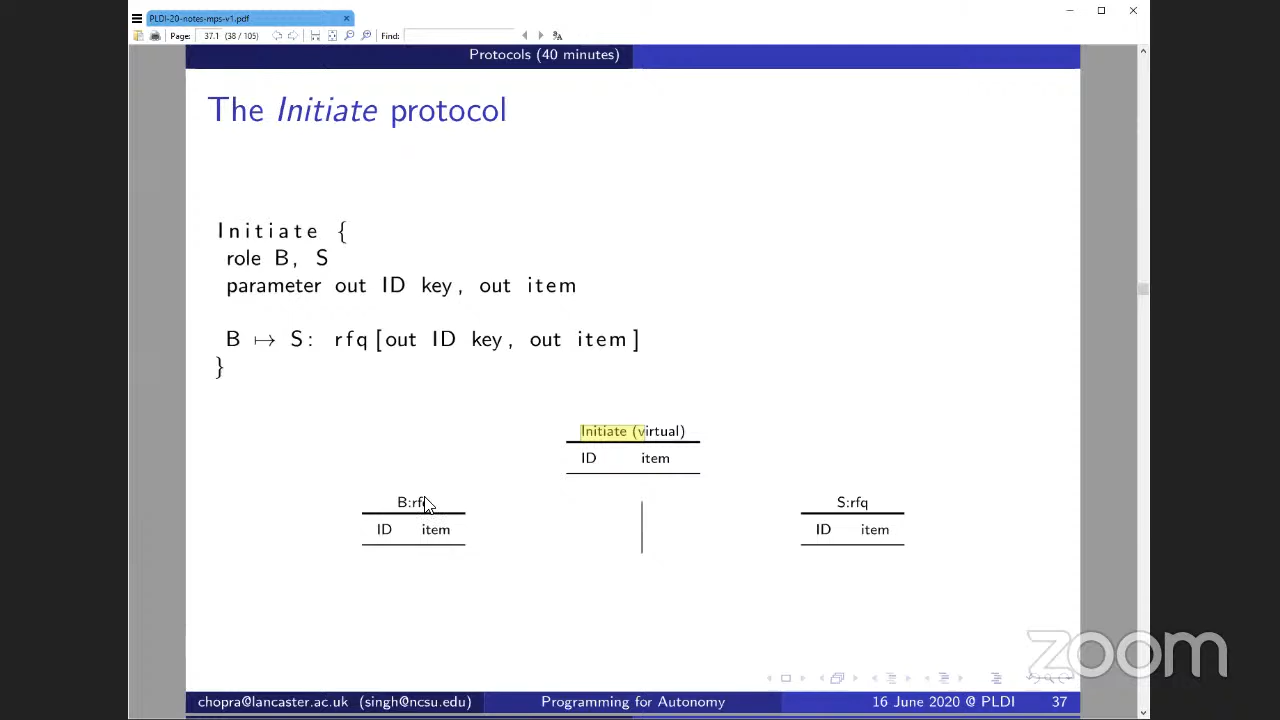 PLDI-20-notes-mps-v1.pdf
Page: 37.1 (38 / 105) Find:
Protocols (40 minutes)
The Initiate protocol
Initiate {
role B, S
parameter out ID key, out item
B ↦ S: rfq[out ID key, out item]
}
Initiate (virtual)
ID item
B:rfq S:rfq
ID item ID item
zoom
chopra@lancaster.ac.uk (singh@ncsu.edu) Programming for Autonomy 16 June 2020 @ PLDI 37